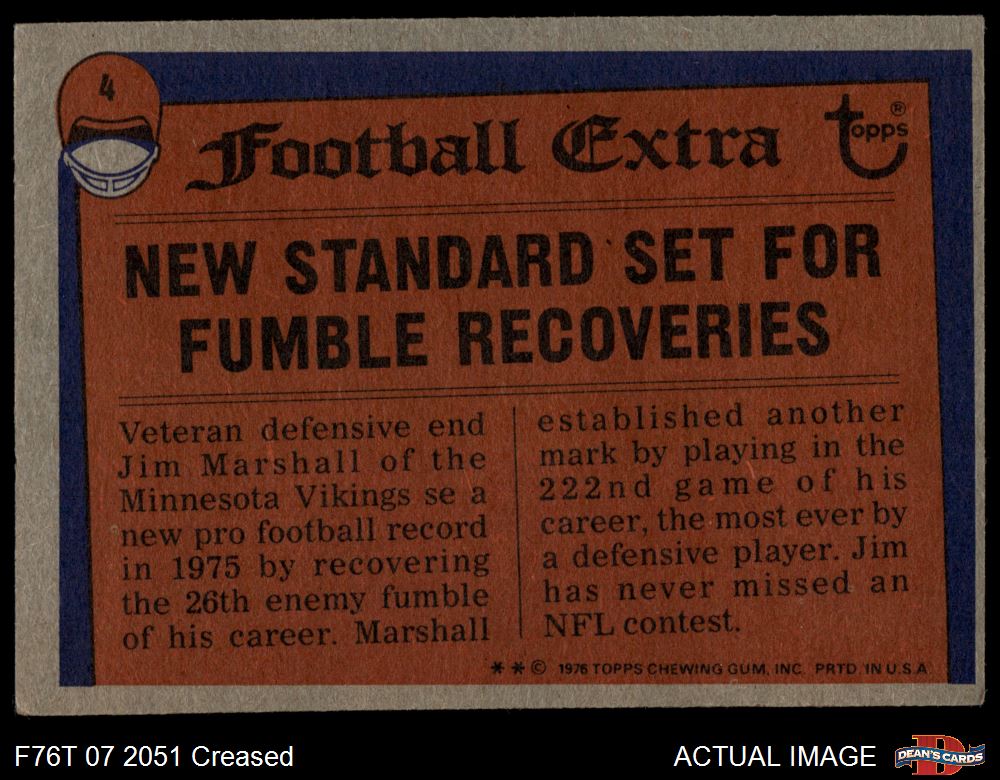 4
Football Extra
Topps®
NEW STANDARD SET FOR
FUMBLE RECOVERIES
Veteran defensive end
Jim Marshall of the
Minnesota Vikings se a
new pro football record
in 1975 by recovering
the 26th enemy fumble
of his career. Marshall
established another
mark by playing in the
222nd game of his
career, the most ever by
a defensive player. Jim
has never missed an
NFL contest.
**© 1976 TOPPS CHEWING GUM, INC. PRTD. IN U.S.A
F76T 07 2051 Creased
ACTUAL IMAGE
DEAN'S CARDS